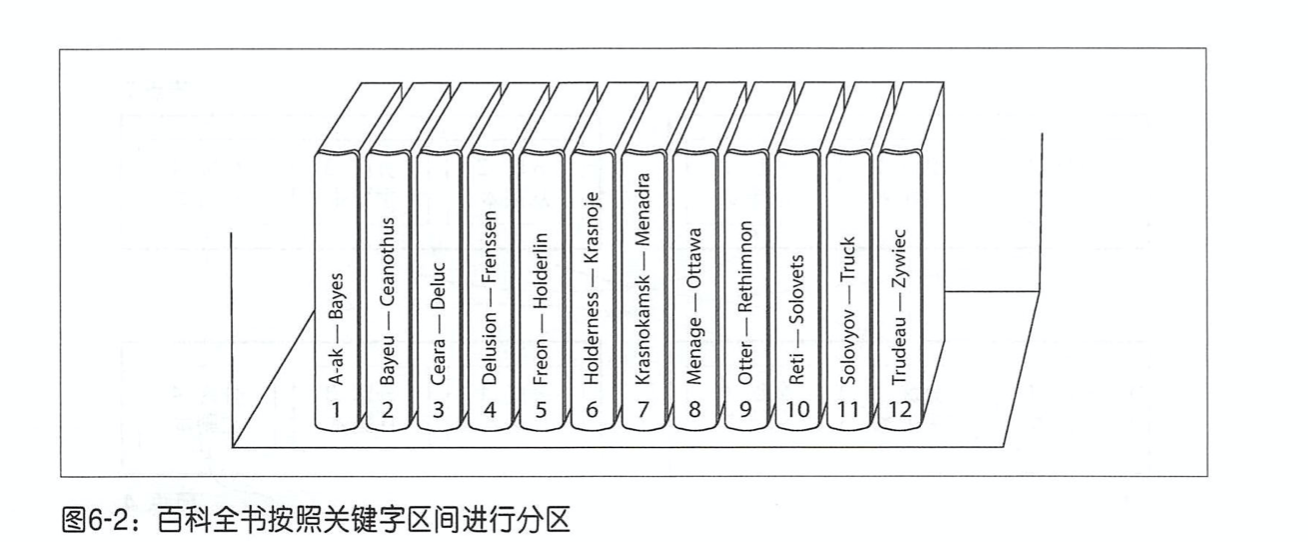 1 A-ak — Bayes
2 Bayeu — Ceanothus
3 Ceara — Deluc
4 Delusion — Frenssen
5 Freon — Holderlin
6 Holderness — Krasnoje
7 Krasnokamsk — Menadra
8 Menage — Ottawa
9 Otter — Rethimnon
10 Reti — Solovets
11 Solovyov — Truck
12 Trudeau — Zywiec
图6-2：百科全书按照关键字区间进行分区